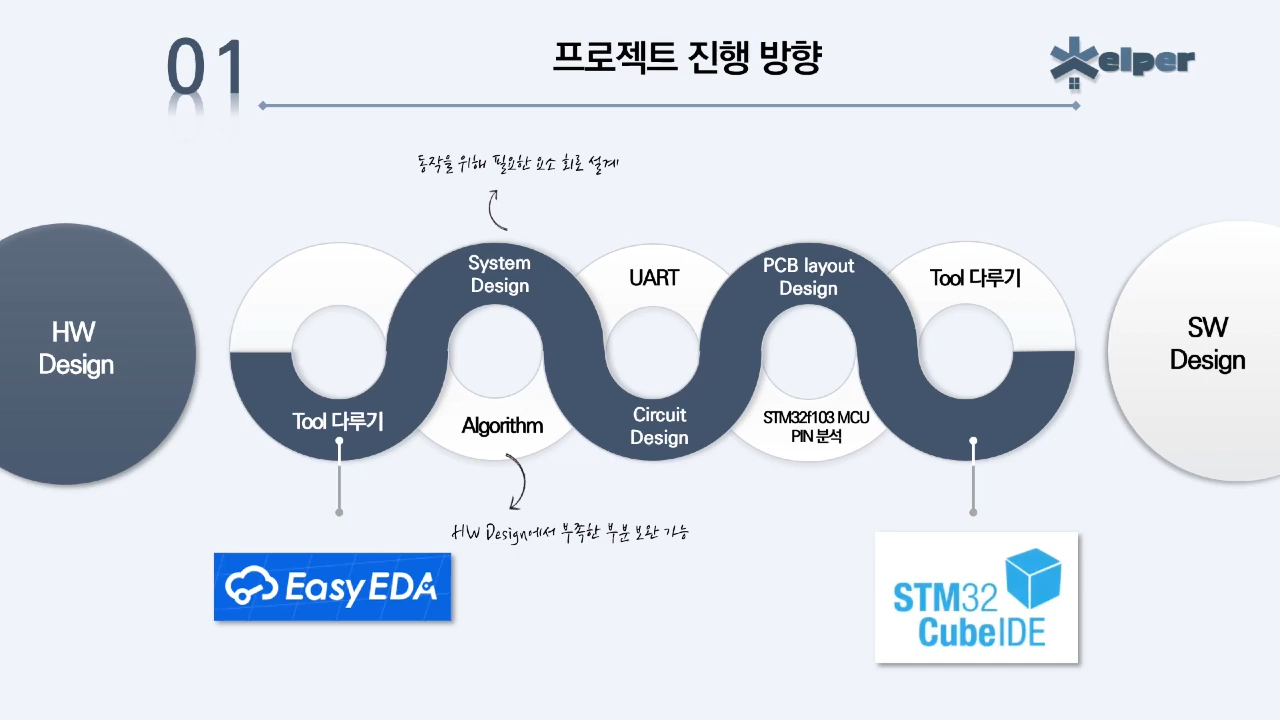 01
프로젝트 진행 방향
elper
동작을 위해 필요한 요소 회로 설계
HW
Design
System
Design
UART
PCB layout
Design
Tool 다루기
SW
Design
Tool 다루기
Algorithm
Circuit
Design
STM32f103 MCU
PIN 분석
HW Design에서 부족한 부분 보완 가능
EasyEDA
STM32
CubeIDE